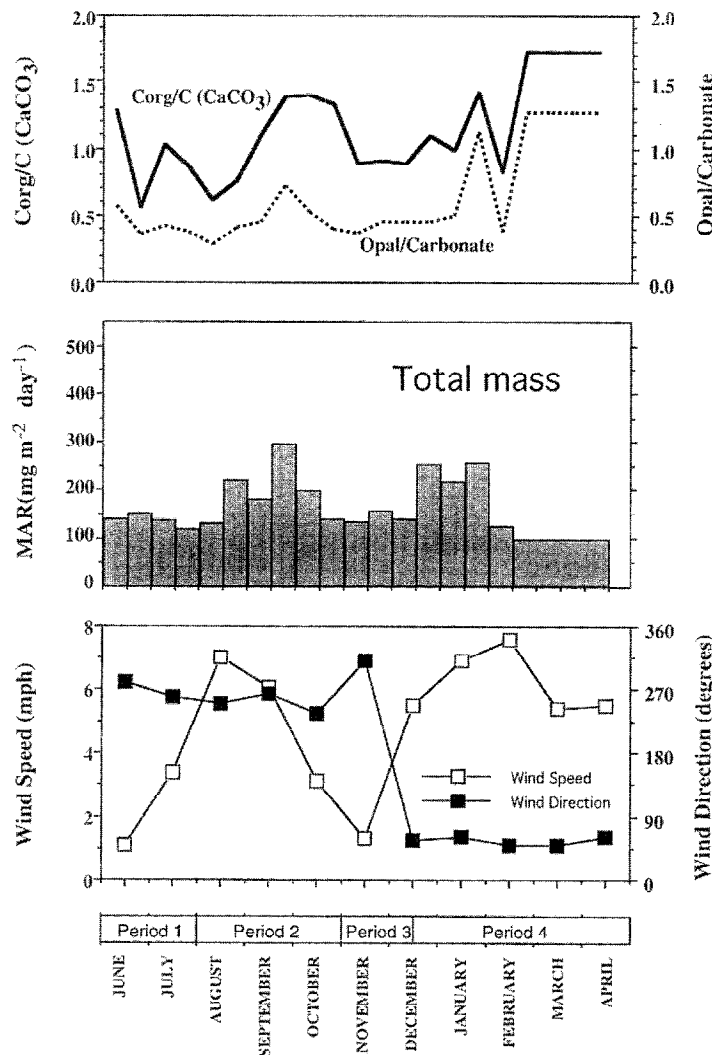 2.0
1.5
1.0
0.5
0.0
Corg/C (CaCO3)
Corg/C (CaCO3)
Opal/Carbonate
2.0
1.5
1.0
0.5
0.0
Opal/Carbonate
500
400
300
200
100
0
MAR(mg m-2 day-1)
Total mass
8
6
4
2
0
Wind Speed (mph)
Wind Speed
Wind Direction
360
270
180
90
0
Wind Direction (degrees)
Period 1 Period 2 Period 3 Period 4
JUNE
JULY
AUGUST
SEPTEMBER
OCTOBER
NOVEMBER
DECEMBER
JANUARY
FEBRUARY
MARCH
APRIL